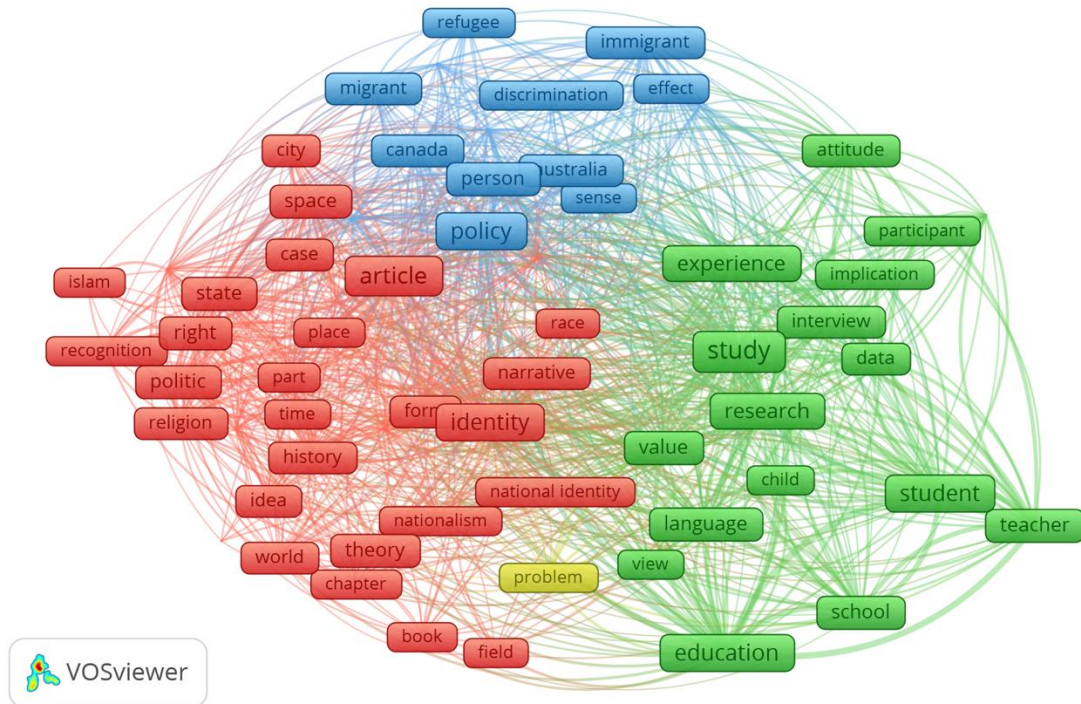 refugee
immigrant
migrant
discrimination
effect
city
canada
australia
attitude
person
space
sense
policy
participant
case
article
experience
implication
islam
state
race
interview
right
place
recognition
study
data
politic
part
narrative
religion
time
form
identity
research
history
value
child
idea
national identity
student
nationalism
language
teacher
world
theory
view
chapter
problem
school
book
field
education
VOSviewer